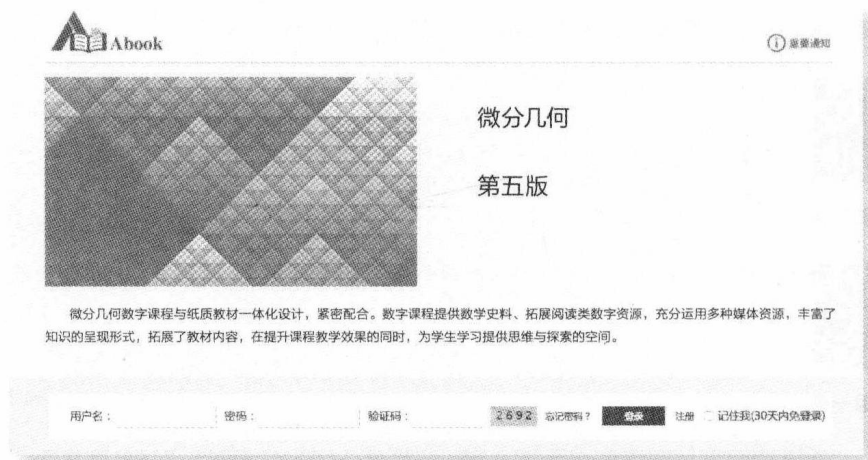 Abook
重要通知
微分几何
第五版
微分几何数字课程与纸质教材一体化设计，紧密配合。数字课程提供数学史料、拓展阅读类数字资源，充分运用多种媒体资源，丰富了
知识的呈现形式，拓展了教材内容，在提升课程教学效果的同时，为学生学习提供思维与探索的空间。
用户名： 密码： 验证码： 2692 忘记密码？ 登录 注册 记住我(30天内免登录)